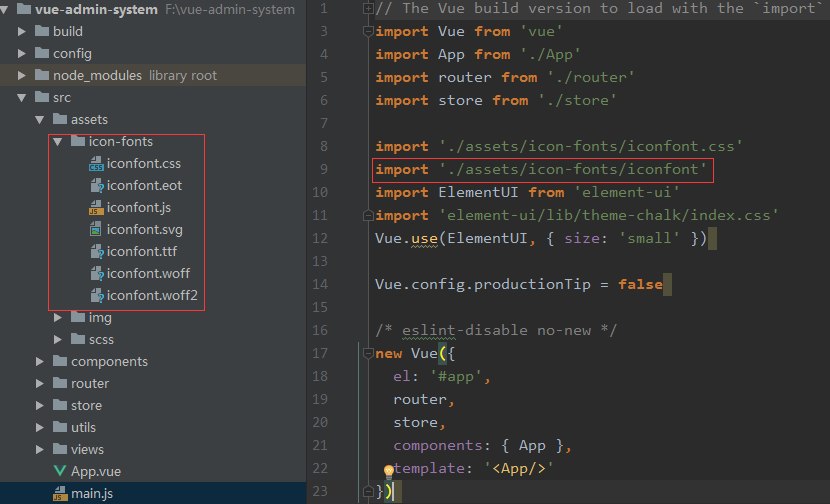 vue-admin-system F:\vue-admin-system
build
config
node_modules library root
src
assets
icon-fonts
iconfont.css
iconfont.eot
iconfont.js
iconfont.svg
iconfont.ttf
iconfont.woff
iconfont.woff2
img
scss
components
router
store
utils
views
App.vue
main.js
1 // The Vue build version to load with the `import`
3 import Vue from 'vue'
4 import App from './App'
5 import router from './router'
6 import store from './store'
7
8 import './assets/icon-fonts/iconfont.css'
9 import './assets/icon-fonts/iconfont'
10 import ElementUI from 'element-ui'
11 import 'element-ui/lib/theme-chalk/index.css'
12 Vue.use(ElementUI, { size: 'small' })
13
14 Vue.config.productionTip = false
15
16 /* eslint-disable no-new */
17 new Vue({
18 el: '#app',
19 router,
20 store,
21 components: { App },
22 template: '<App/>'
23 })